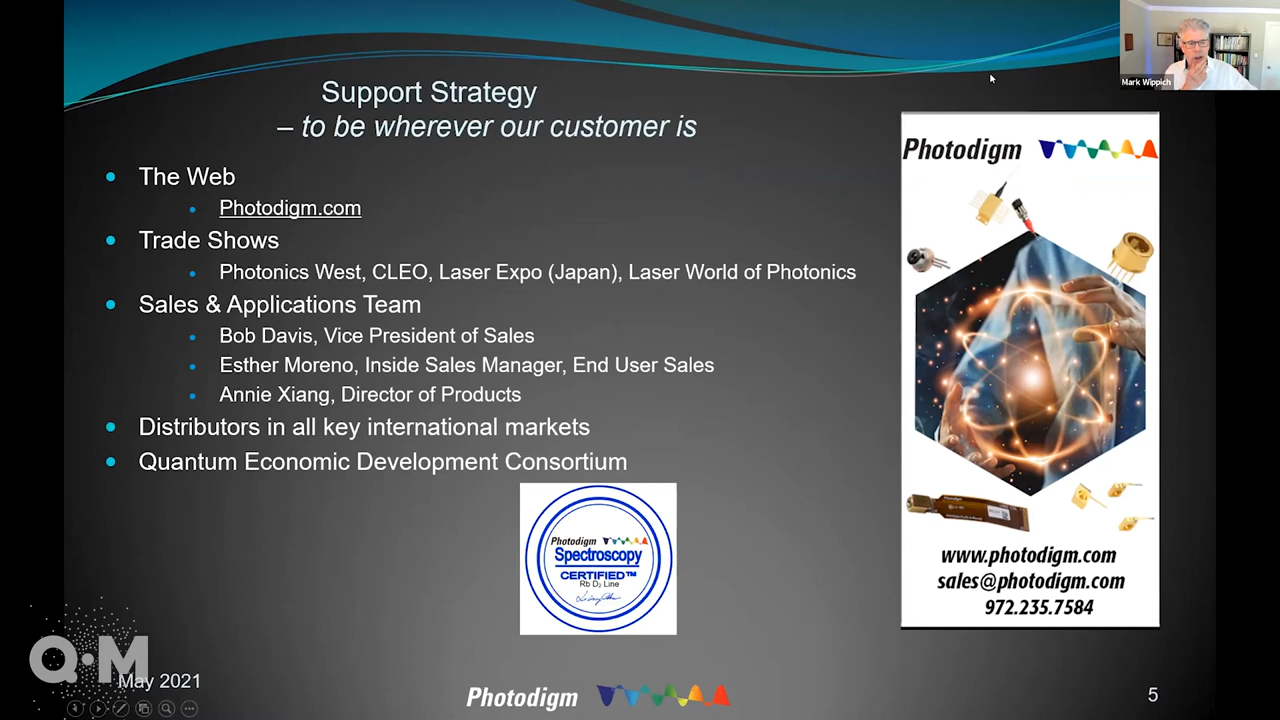 Mark Wippich
Support Strategy
– to be wherever our customer is
• The Web
• Photodigm.com
• Trade Shows
• Photonics West, CLEO, Laser Expo (Japan), Laser World of Photonics
• Sales & Applications Team
• Bob Davis, Vice President of Sales
• Esther Moreno, Inside Sales Manager, End User Sales
• Annie Xiang, Director of Products
• Distributors in all key international markets
• Quantum Economic Development Consortium
Photodigm
Spectroscopy
CERTIFIED™
Rb D₂ Line
Photodigm
www.photodigm.com
sales@photodigm.com
972.235.7584
Q·M
May 2021
Photodigm
5